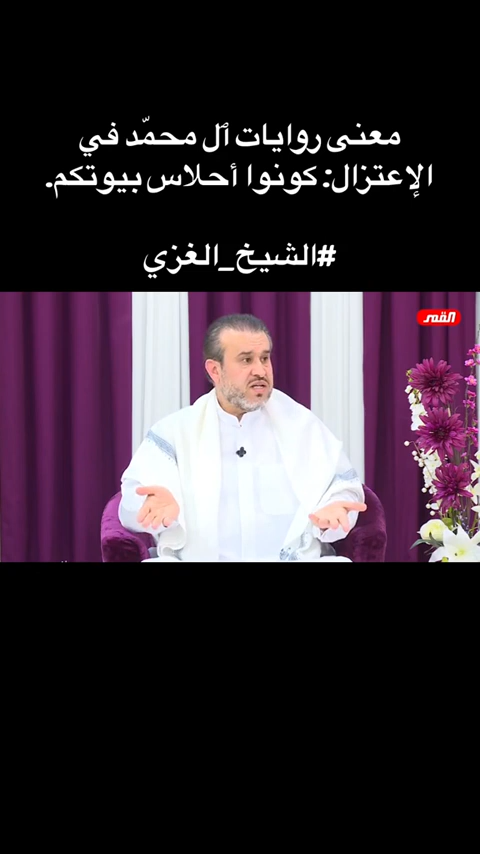 معنى روايات آل محمّد في
الإعتزال: كونوا أحلاس بيوتكم.
#الشيخ_الغزي
القمر